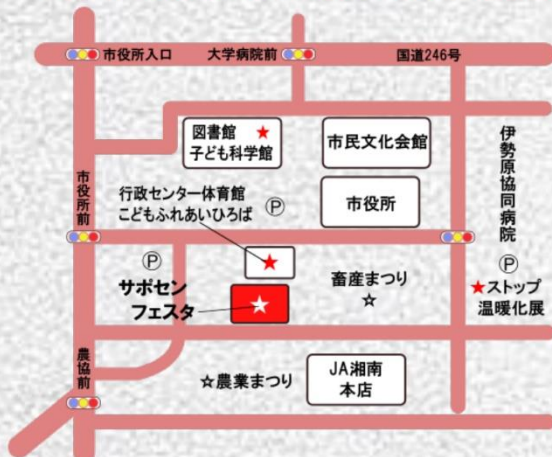 市役所入口
大学病院前
国道246号
図書館 ★
子ども科学館
市民文化会館
伊勢原協同病院
市役所前
行政センター体育館
こどもふれあいひろば
Ⓟ
市役所
Ⓟ
★
Ⓟ
サポセン
フェスタ
★
畜産まつり
☆
★ストップ
温暖化展
農協前
☆農業まつり
JA湘南
本店